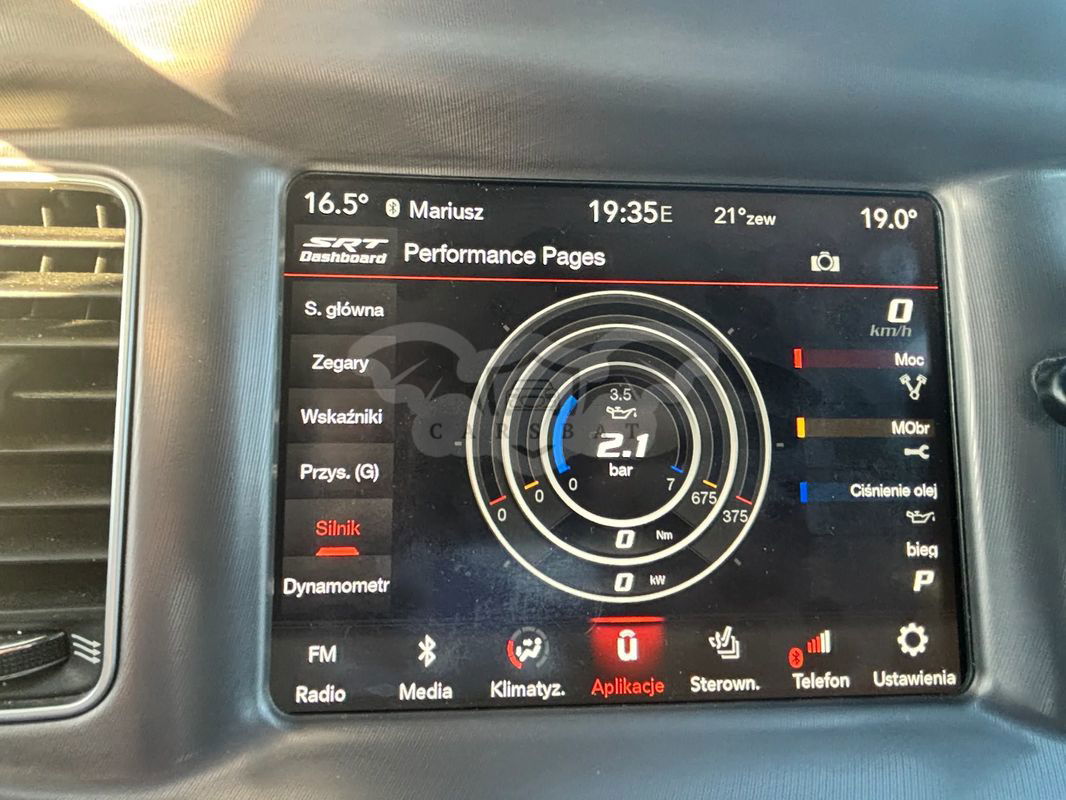 16.5° Mariusz 19:35E 21°zew 19.0°
SRT
Dashboard
Performance Pages
S. główna
Zegary
Wskaźniki
Przys. (G)
Silnik
Dynamometr
3.5
2.1
bar
0
7
0
675
0
375
0 Nm
0 kW
CARSBAT
0
km/h
Moc
MObr
Ciśnienie olej
bieg
P
FM
Radio
Media
Klimatyz.
Aplikacje
Sterown.
Telefon
Ustawienia